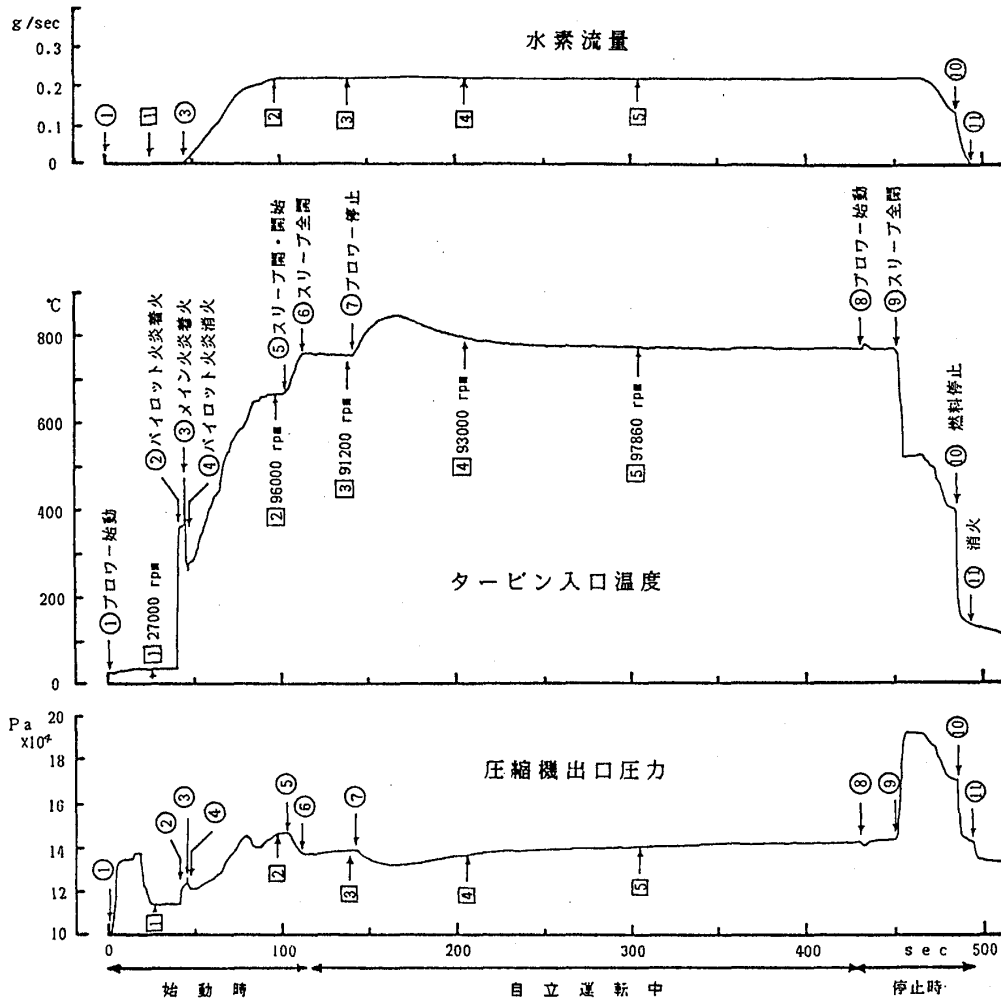 g/sec
水素流量
0.3
0.2
0.1
0
① 1 ③ 2 3 4 5 ⑩ ⑪
℃
800
600
400
200
0
①ブロワー始動
1 27000 rpm
②パイロット火炎着火
③メイン火炎着火
④パイロット火炎消火
2 96000 rpm
⑤スリーブ開・開始
⑥スリーブ全開
3 91200 rpm
⑦ブロワー停止
4 93000 rpm
5 97860 rpm
⑧ブロワー始動
⑨スリーブ全閉
⑩ 燃料停止
⑪ 消火
タービン入口温度
Pa
×10⁴
圧縮機出口圧力
20
18
16
14
12
10
① 1 ② ③ ④ 2 ⑤ ⑥ 3 ⑦ 4 5 ⑧ ⑨ ⑩ ⑪
0 100 200 300 400 sec 500
始動時 自立運転中 停止時